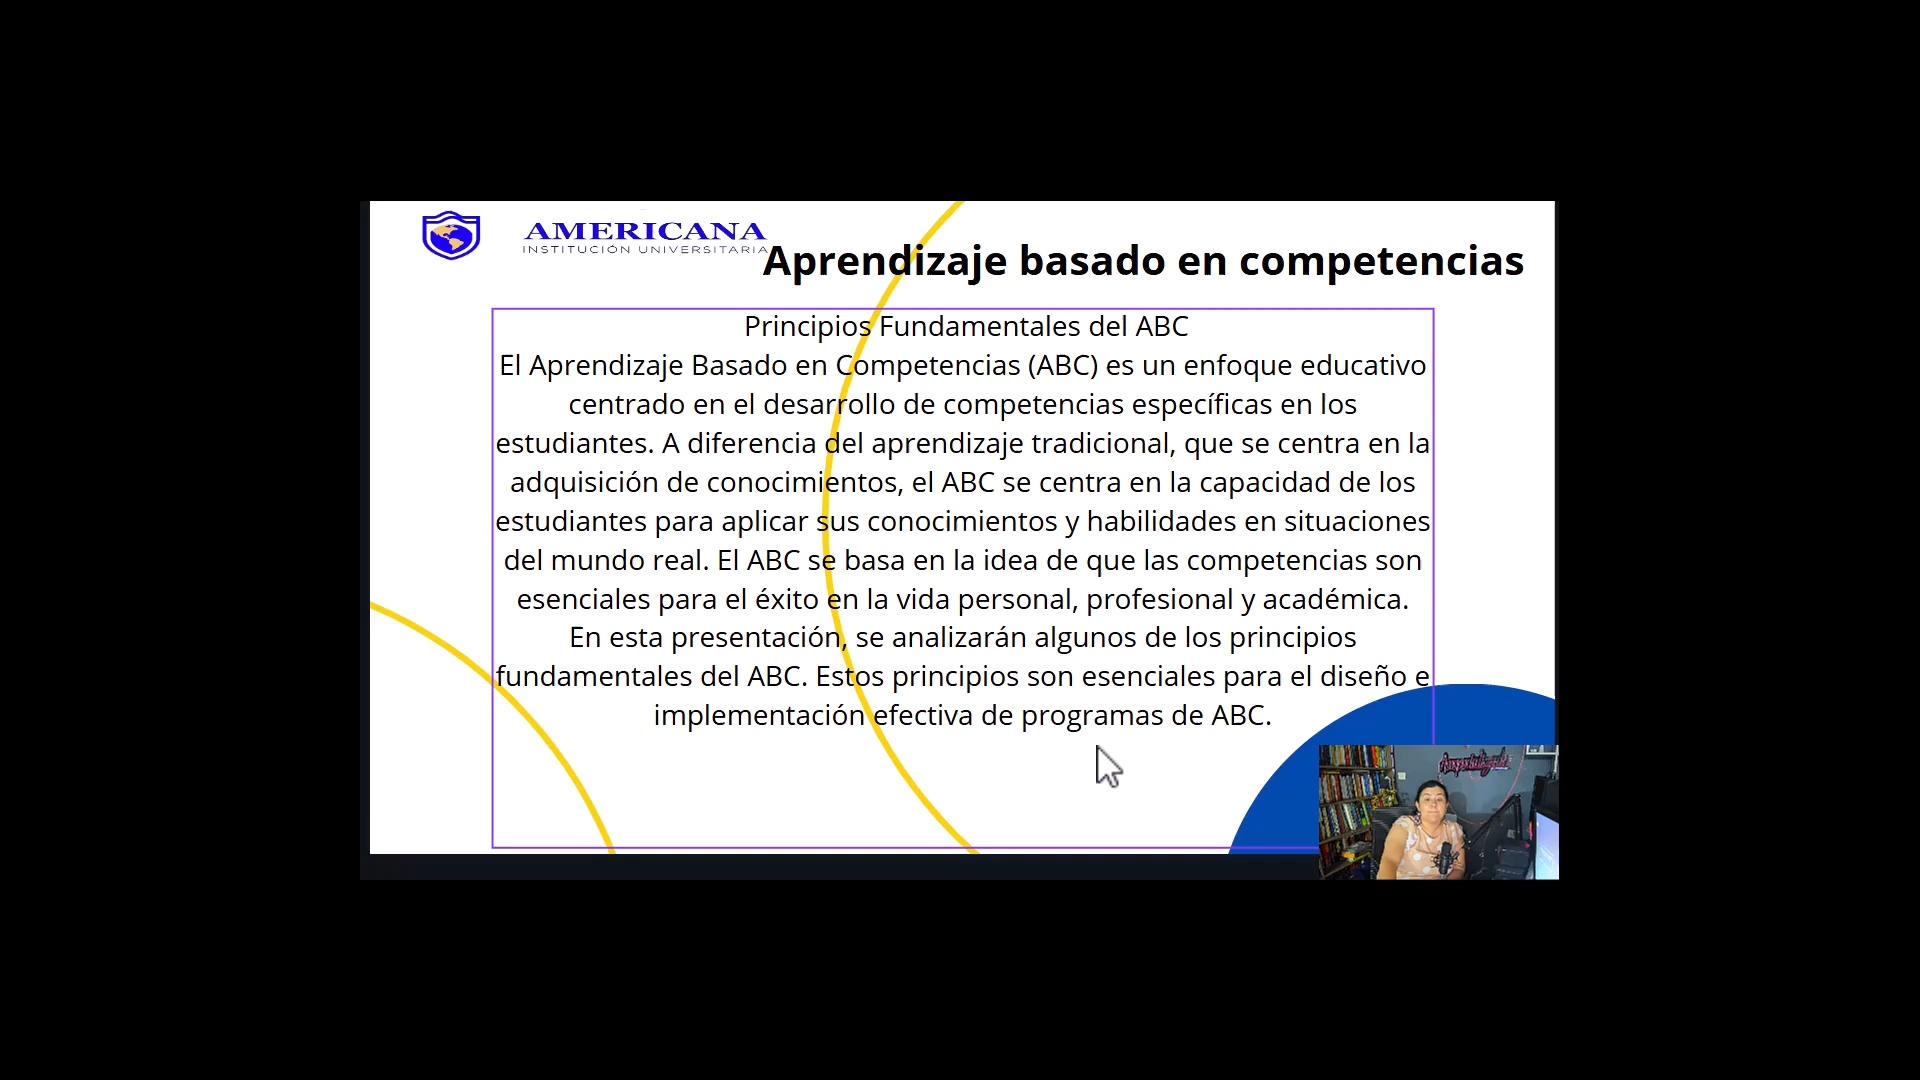 AMERICANA
INSTITUCIÓN UNIVERSITARIA
Aprendizaje basado en competencias
Principios Fundamentales del ABC
El Aprendizaje Basado en Competencias (ABC) es un enfoque educativo
centrado en el desarrollo de competencias específicas en los
estudiantes. A diferencia del aprendizaje tradicional, que se centra en la
adquisición de conocimientos, el ABC se centra en la capacidad de los
estudiantes para aplicar sus conocimientos y habilidades en situaciones
del mundo real. El ABC se basa en la idea de que las competencias son
esenciales para el éxito en la vida personal, profesional y académica.
En esta presentación, se analizarán algunos de los principios
fundamentales del ABC. Estos principios son esenciales para el diseño e
implementación efectiva de programas de ABC.